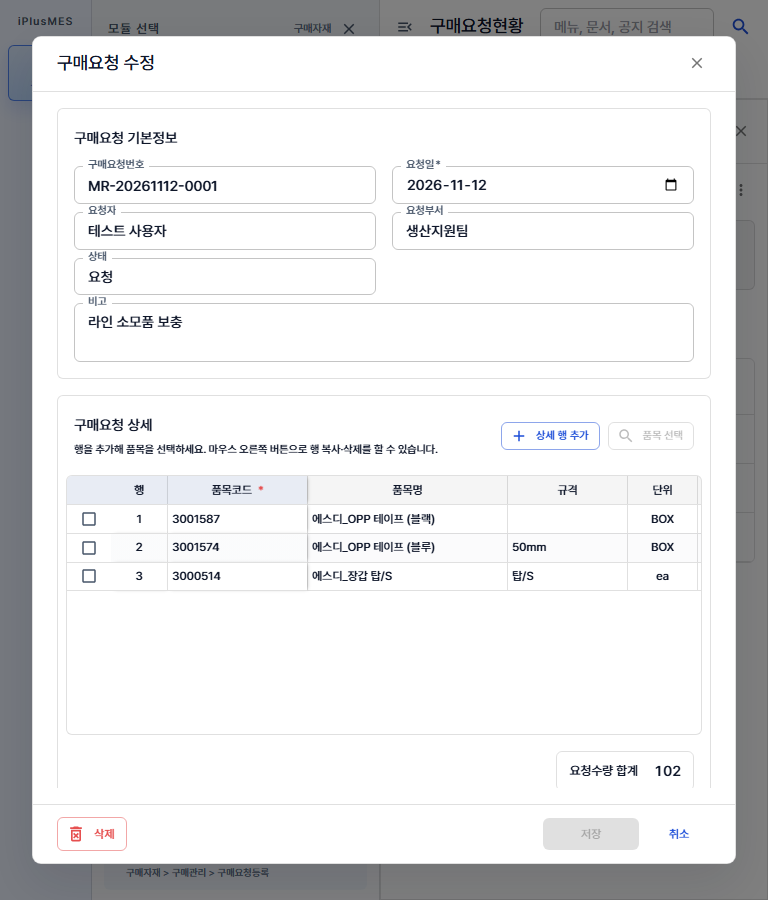 iPlusMES
모듈 선택
구매자재
구매요청현황
메뉴, 문서, 공지 검색
구매요청 수정
구매요청 기본정보
구매요청번호
MR-20261112-0001
요청일*
2026-11-12
요청자
테스트 사용자
요청부서
생산지원팀
상태
요청
비고
라인 소모품 보충
구매요청 상세
행을 추가해 품목을 선택하세요. 마우스 오른쪽 버튼으로 행 복사·삭제를 할 수 있습니다.
상세 행 추가
품목 선택
행 품목코드 * 품목명 규격 단위
1 3001587 에스디_OPP 테이프 (블랙) BOX
2 3001574 에스디_OPP 테이프 (블루) 50mm BOX
3 3000514 에스디_장갑 탑/S 탑/S ea
요청수량 합계 102
삭제
저장
취소
구매자재 > 구매관리 > 구매요청등록